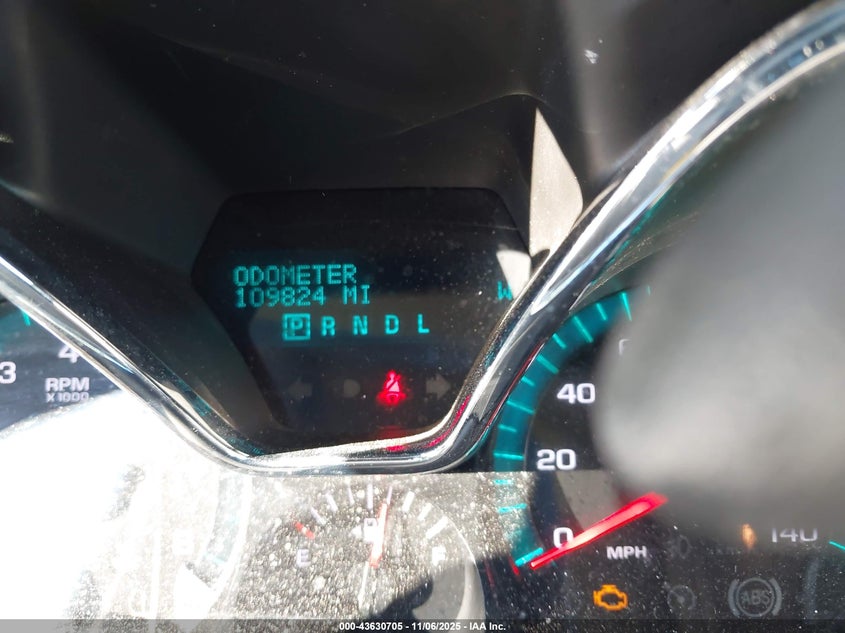 ODOMETER
109824 MI W
P R N D L
3 4
RPM
X 1000
40
20
0
MPH
140
E F
ABS
000-43630705 - 11/06/2025 - IAA Inc.